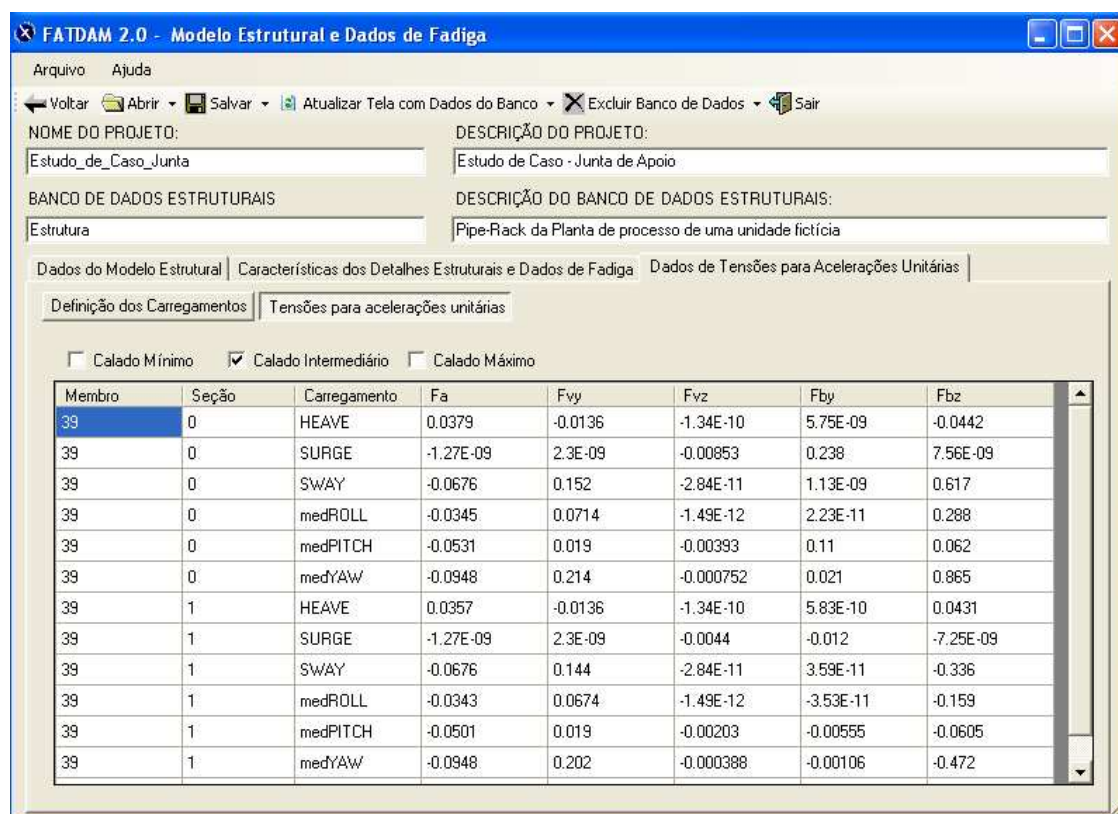 FATDAM 2.0 - Modelo Estrutural e Dados de Fadiga
Arquivo Ajuda
Voltar Abrir Salvar Atualizar Tela com Dados do Banco Excluir Banco de Dados Sair
NOME DO PROJETO: DESCRIÇÃO DO PROJETO:
Estudo_de_Caso_Junta Estudo de Caso - Junta de Apoio
BANCO DE DADOS ESTRUTURAIS DESCRIÇÃO DO BANCO DE DADOS ESTRUTURAIS:
Estrutura Pipe-Rack da Planta de processo de uma unidade fictícia
Dados do Modelo Estrutural Características dos Detalhes Estruturais e Dados de Fadiga Dados de Tensões para Acelerações Unitárias
Definição dos Carregamentos Tensões para acelerações unitárias
Calado Mínimo Calado Intermediário Calado Máximo
Membro Seção Carregamento Fa Fvy Fvz Fby Fbz
39 0 HEAVE 0.0379 -0.0136 -1.34E-10 5.75E-09 -0.0442
39 0 SURGE -1.27E-09 2.3E-09 -0.00853 0.238 7.56E-09
39 0 SWAY -0.0676 0.152 -2.84E-11 1.13E-09 0.617
39 0 medROLL -0.0345 0.0714 -1.49E-12 2.23E-11 0.288
39 0 medPITCH -0.0531 0.019 -0.00393 0.11 0.062
39 0 medYAW -0.0948 0.214 -0.000752 0.021 0.865
39 1 HEAVE 0.0357 -0.0136 -1.34E-10 5.83E-10 0.0431
39 1 SURGE -1.27E-09 2.3E-09 -0.0044 -0.012 -7.25E-09
39 1 SWAY -0.0676 0.144 -2.84E-11 3.59E-11 -0.336
39 1 medROLL -0.0343 0.0674 -1.49E-12 -3.53E-11 -0.159
39 1 medPITCH -0.0501 0.019 -0.00203 -0.00555 -0.0605
39 1 medYAW -0.0948 0.202 -0.000388 -0.00106 -0.472